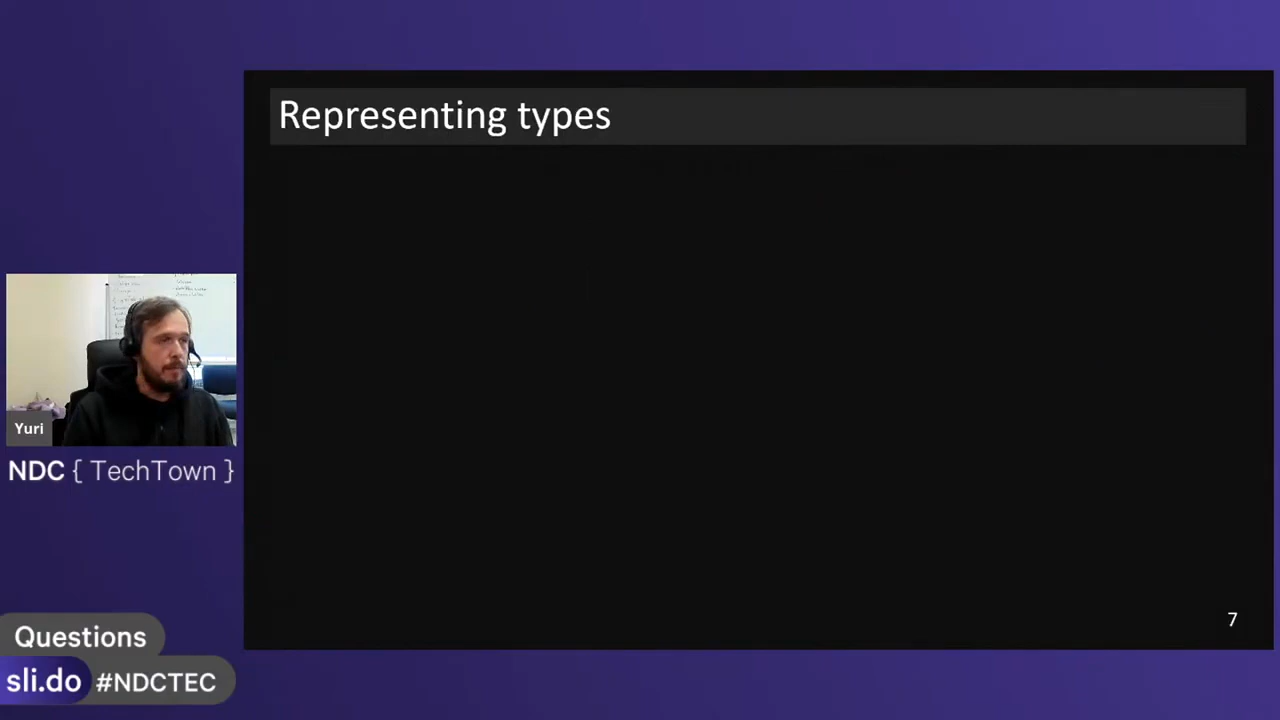 Representing types
Yuri
NDC { TechTown }
Questions
sli.do #NDCTEC
7